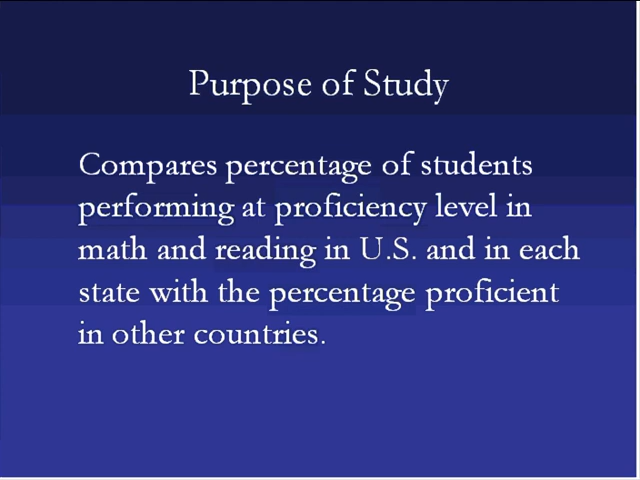 Purpose of Study
Compares percentage of students
performing at proficiency level in
math and reading in U.S. and in each
state with the percentage proficient
in other countries.